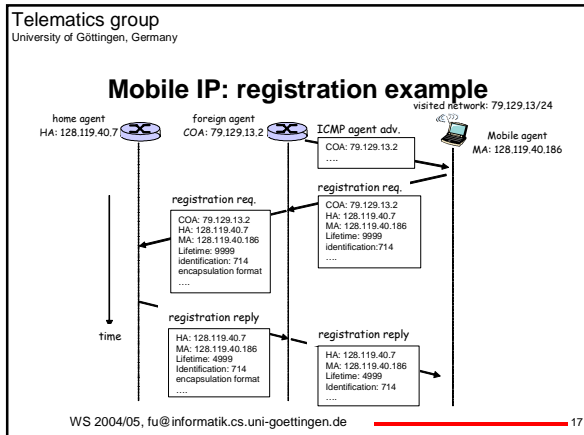 Telematics group
University of Göttingen, Germany
Mobile IP: registration example
visited network: 79.129.13/24
home agent
HA: 128.119.40.7
foreign agent
COA: 79.129.13.2
ICMP agent adv.
COA: 79.129.13.2
….
Mobile agent
MA: 128.119.40.186
registration req.
COA: 79.129.13.2
HA: 128.119.40.7
MA: 128.119.40.186
Lifetime: 9999
identification:714
….
registration req.
COA: 79.129.13.2
HA: 128.119.40.7
MA: 128.119.40.186
Lifetime: 9999
identification: 714
encapsulation format
….
time
registration reply
HA: 128.119.40.7
MA: 128.119.40.186
Lifetime: 4999
Identification: 714
encapsulation format
….
registration reply
HA: 128.119.40.7
MA: 128.119.40.186
Lifetime: 4999
Identification: 714
….
WS 2004/05, fu@informatik.cs.uni-goettingen.de
17